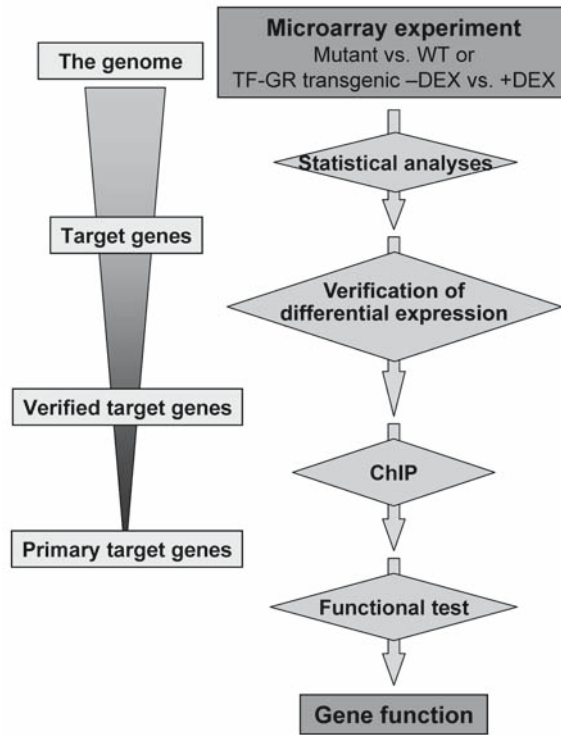 Microarray experiment
Mutant vs. WT or
TF-GR transgenic –DEX vs. +DEX
The genome
Statistical analyses
Target genes
Verification of
differential expression
Verified target genes
ChIP
Primary target genes
Functional test
Gene function